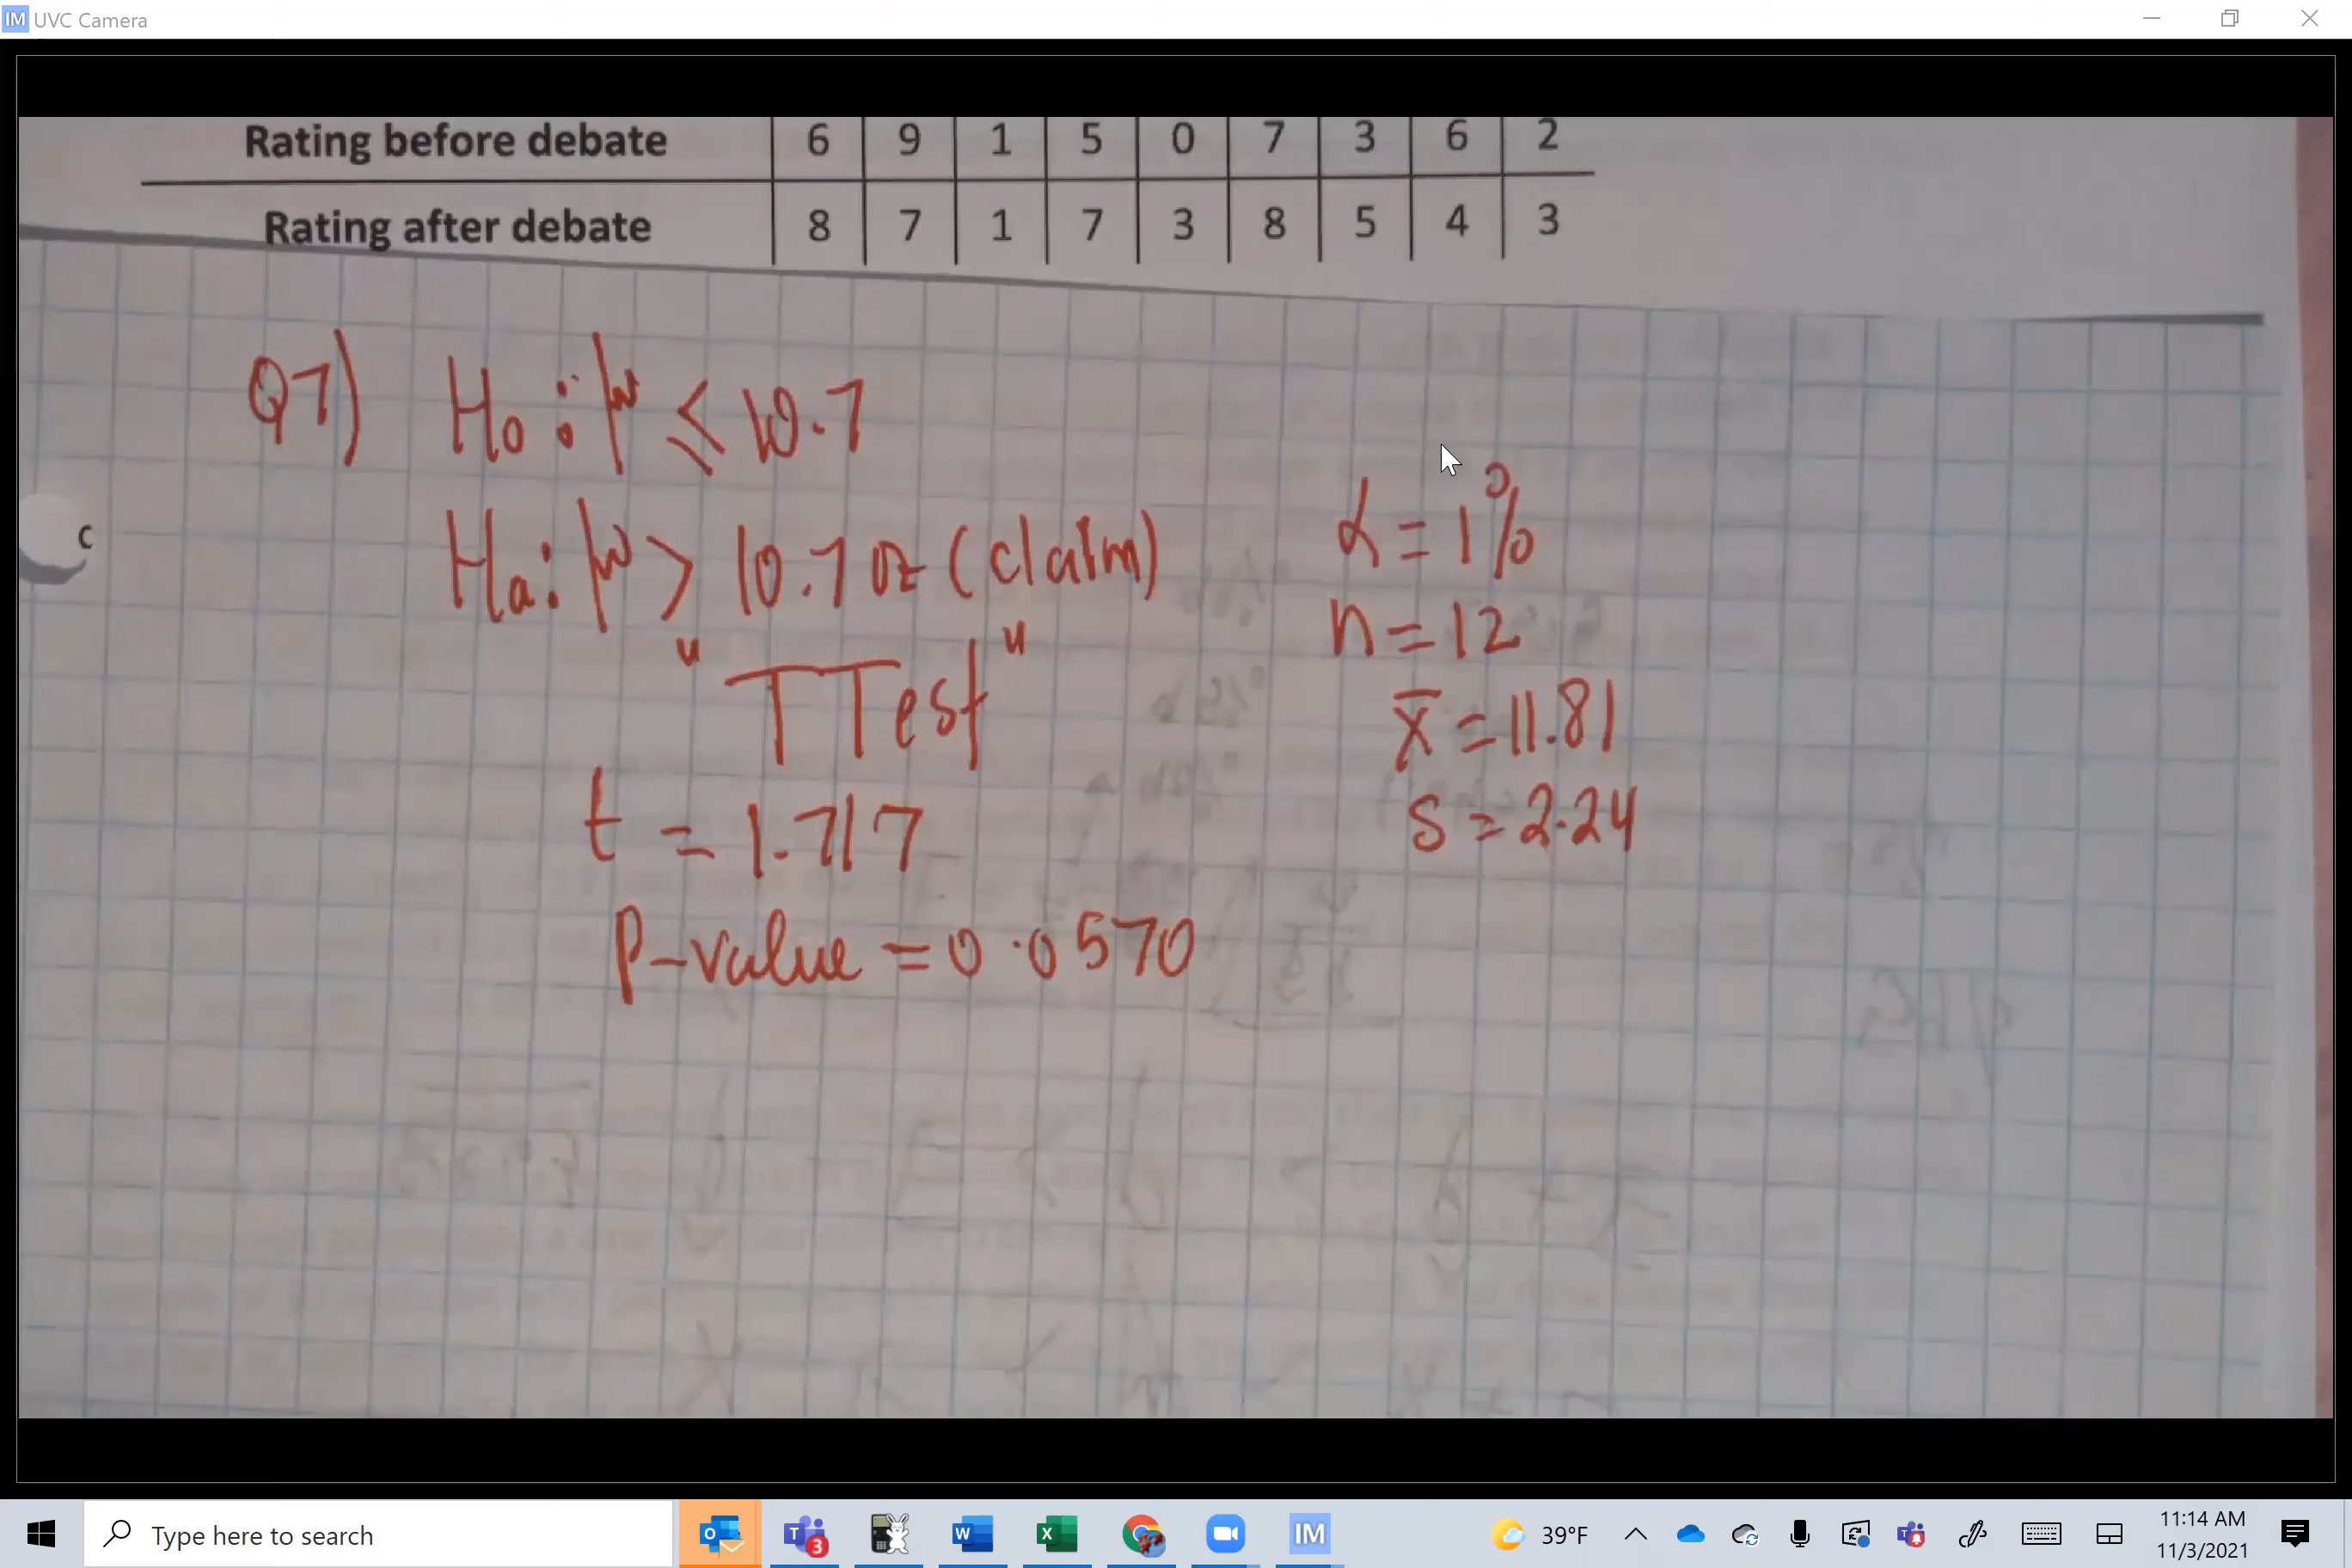 IM UVC Camera
Rating before debate 6 9 1 5 0 7 3 6 2
Rating after debate 8 7 1 7 3 8 5 4 3
Q7) H₀: μ ≤ 10.7
Hₐ: μ > 10.7 oz (claim)
"TTest"
t = 1.717
P-value = 0.0570
α = 1%
n = 12
x̄ = 11.81
s = 2.24
c
Type here to search
39°F
11:14 AM
11/3/2021